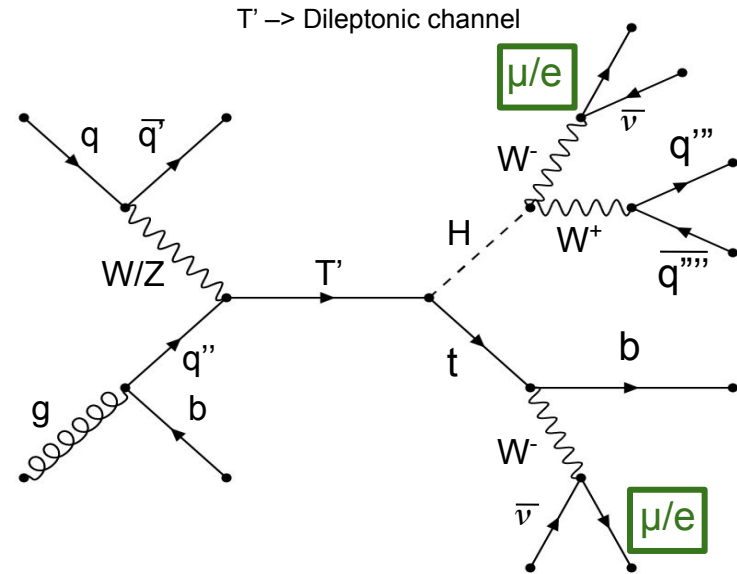 T' –> Dileptonic channel
μ/e
ν̅
q
q̅'
W⁻
q'''
H
W⁺
q''''̅
W/Z
T'
q''
t
b
g
b
W⁻
ν̅
μ/e